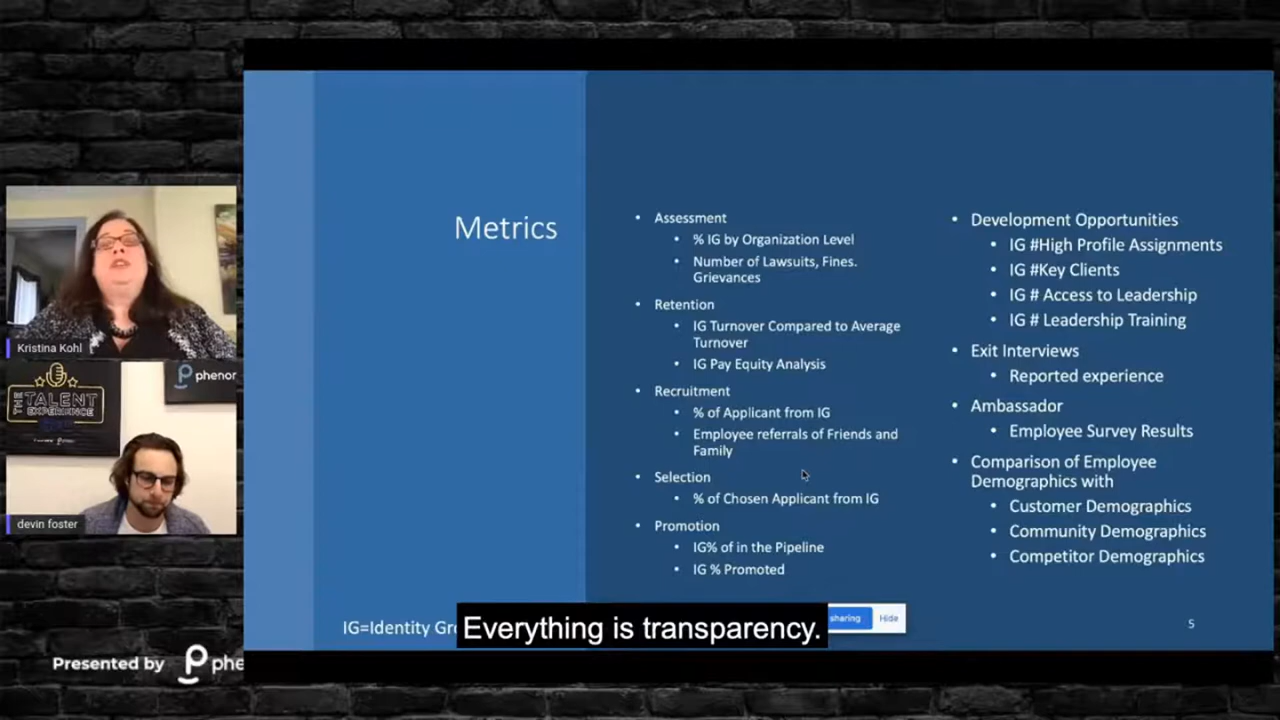 Metrics
• Assessment
• % IG by Organization Level
• Number of Lawsuits, Fines.
Grievances
• Retention
• IG Turnover Compared to Average
Turnover
• IG Pay Equity Analysis
• Recruitment
• % of Applicant from IG
• Employee referrals of Friends and
Family
• Selection
• % of Chosen Applicant from IG
• Promotion
• IG% of in the Pipeline
• IG % Promoted
• Development Opportunities
• IG #High Profile Assignments
• IG #Key Clients
• IG # Access to Leadership
• IG # Leadership Training
• Exit Interviews
• Reported experience
• Ambassador
• Employee Survey Results
• Comparison of Employee
Demographics with
• Customer Demographics
• Community Demographics
• Competitor Demographics
IG=Identity Gr
Everything is transparency.
sharing
Hide
5
Kristina Kohl
THE
TALENT
EXPERIENCE
phenor
devin foster
Presented by phe